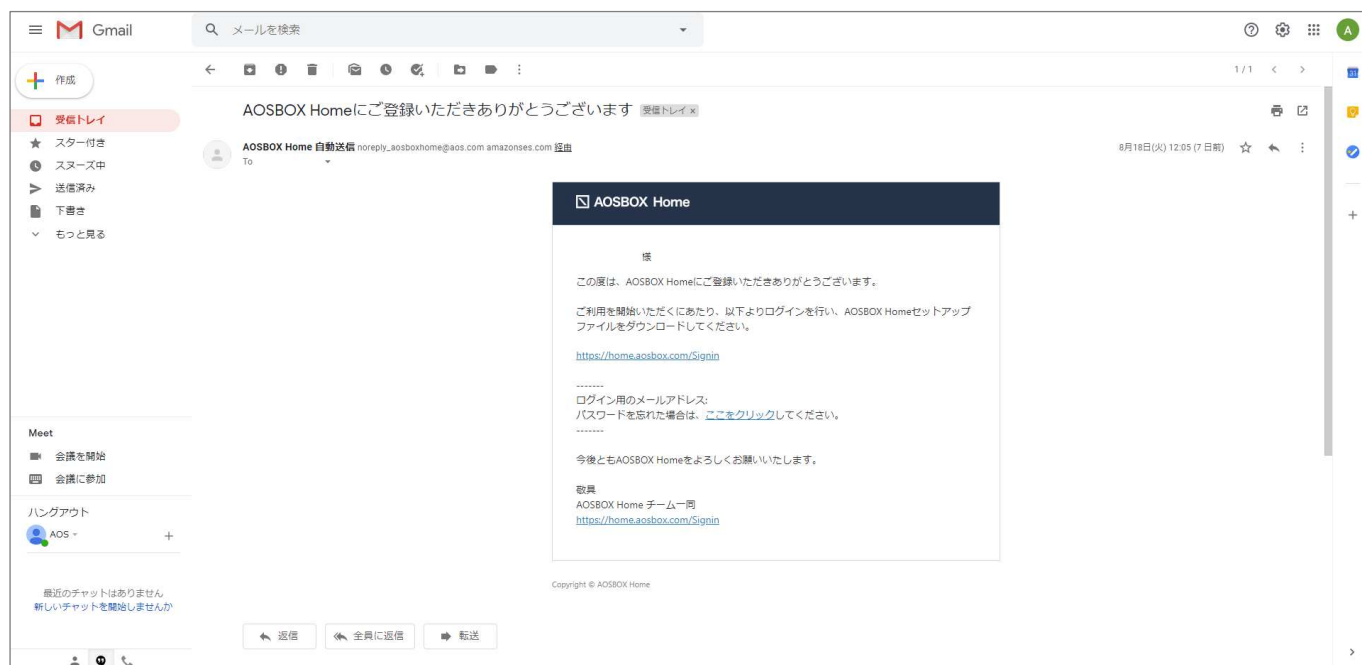 Gmail
メールを検索
A
作成
1/1
31
受信トレイ
スター付き
スヌーズ中
送信済み
下書き
もっと見る
AOSBOX Homeにご登録いただきありがとうございます 受信トレイ x
AOSBOX Home 自動送信 noreply_aosboxhome@aos.com amazonses.com 経由
8月18日(火) 12:05 (7 日前)
To
AOSBOX Home
様
この度は、AOSBOX Homeにご登録いただきありがとうございます。
ご利用を開始いただくにあたり、以下よりログインを行い、AOSBOX Homeセットアップ
ファイルをダウンロードしてください。
https://home.aosbox.com/Signin
-------
ログイン用のメールアドレス:
パスワードを忘れた場合は、ここをクリックしてください。
-------
今後ともAOSBOX Homeをよろしくお願いいたします。
敬具
AOSBOX Home チーム一同
https://home.aosbox.com/Signin
Copyright © AOSBOX Home
Meet
会議を開始
会議に参加
ハングアウト
AOS
最近のチャットはありません
新しいチャットを開始しませんか
返信
全員に返信
転送